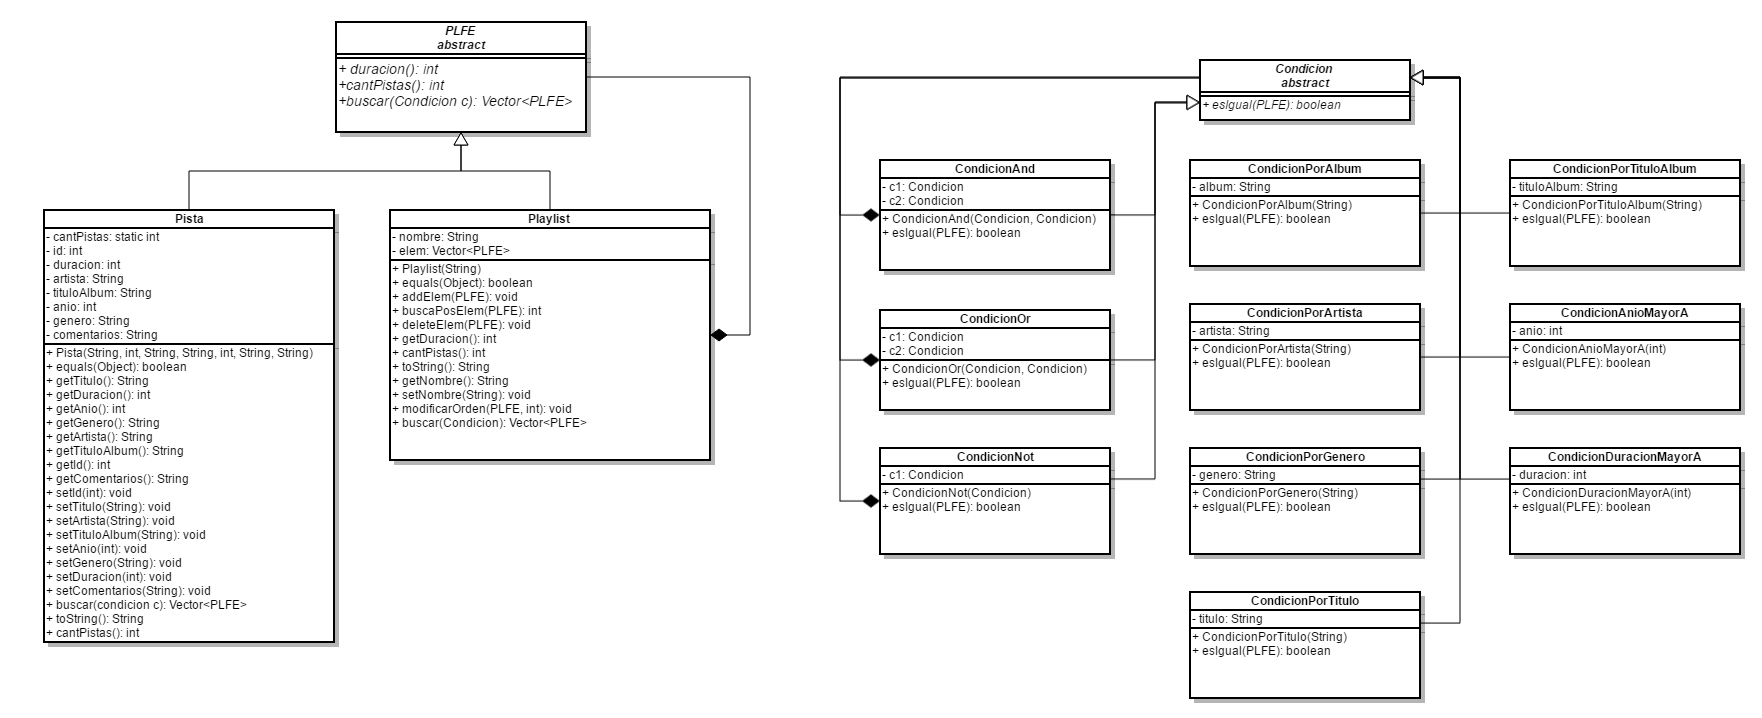 PLFE
abstract
+ duracion(): int
+cantPistas(): int
+buscar(Condicion c): Vector<PLFE>
Pista
- cantPistas: static int
- id: int
- duracion: int
- artista: String
- tituloAlbum: String
- anio: int
- genero: String
- comentarios: String
+ Pista(String, int, String, String, int, String, String)
+ equals(Object): boolean
+ getTitulo(): String
+ getDuracion(): int
+ getAnio(): int
+ getGenero(): String
+ getArtista(): String
+ getTituloAlbum(): String
+ getId(): int
+ getComentarios(): String
+ setId(int): void
+ setTitulo(String): void
+ setArtista(String): void
+ setTituloAlbum(String): void
+ setAnio(int): void
+ setGenero(String): void
+ setDuracion(int): void
+ setComentarios(String): void
+ buscar(condicion c): Vector<PLFE>
+ toString(): String
+ cantPistas(): int
Playlist
- nombre: String
- elem: Vector<PLFE>
+ Playlist(String)
+ equals(Object): boolean
+ addElem(PLFE): void
+ buscaPosElem(PLFE): int
+ deleteElem(PLFE): void
+ getDuracion(): int
+ cantPistas(): int
+ toString(): String
+ getNombre(): String
+ setNombre(String): void
+ modificarOrden(PLFE, int): void
+ buscar(Condicion): Vector<PLFE>
Condicion
abstract
+ esIgual(PLFE): boolean
CondicionAnd
- c1: Condicion
- c2: Condicion
+ CondicionAnd(Condicion, Condicion)
+ esIgual(PLFE): boolean
CondicionOr
- c1: Condicion
- c2: Condicion
+ CondicionOr(Condicion, Condicion)
+ esIgual(PLFE): boolean
CondicionNot
- c1: Condicion
+ CondicionNot(Condicion)
+ esIgual(PLFE): boolean
CondicionPorAlbum
- album: String
+ CondicionPorAlbum(String)
+ esIgual(PLFE): boolean
CondicionPorArtista
- artista: String
+ CondicionPorArtista(String)
+ esIgual(PLFE): boolean
CondicionPorGenero
- genero: String
+ CondicionPorGenero(String)
+ esIgual(PLFE): boolean
CondicionPorTitulo
- titulo: String
+ CondicionPorTitulo(String)
+ esIgual(PLFE): boolean
CondicionPorTituloAlbum
- tituloAlbum: String
+ CondicionPorTituloAlbum(String)
+ esIgual(PLFE): boolean
CondicionAnioMayorA
- anio: int
+ CondicionAnioMayorA(int)
+ esIgual(PLFE): boolean
CondicionDuracionMayorA
- duracion: int
+ CondicionDuracionMayorA(int)
+ esIgual(PLFE): boolean